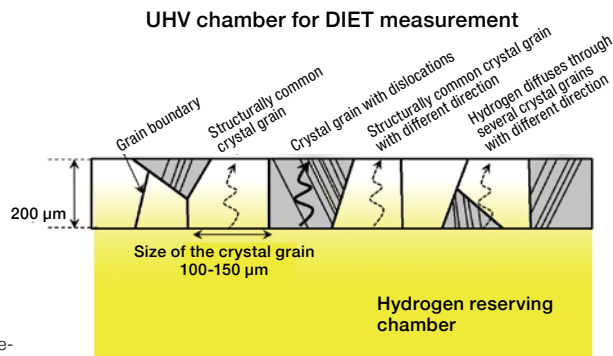 UHV chamber for DIET measurement
Grain boundary
Structurally common
crystal grain
Crystal grain with dislocations
Structurally common crystal grain
with different direction
Hydrogen diffuses through
several crystal grains
with different direction
200 µm
Size of the crystal grain
100-150 µm
Hydrogen reserving
chamber
e-